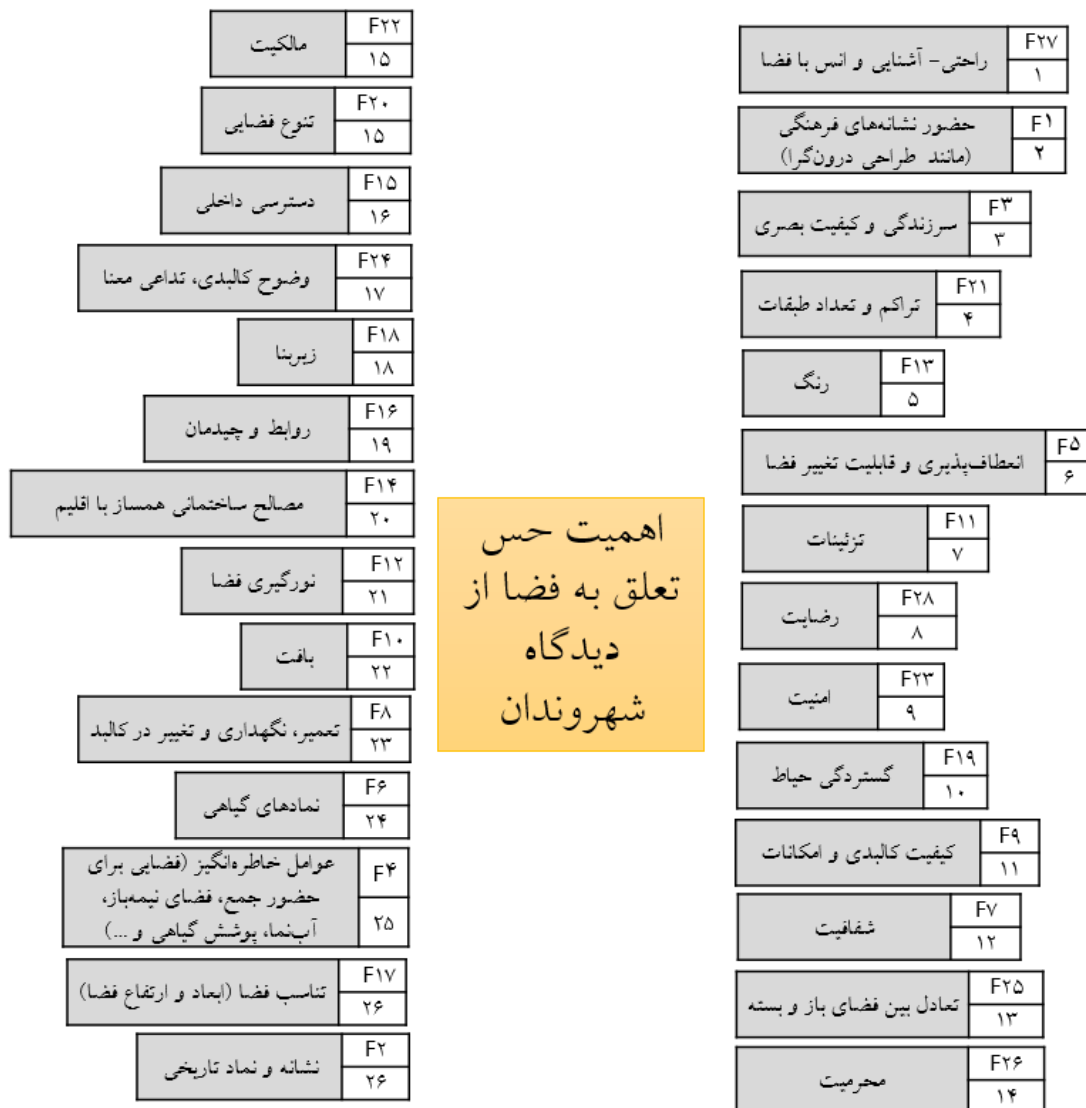 F۲۷
راحتی- آشنایی و انس با فضا
۱
F۱
حضور نشانه‌های فرهنگی
(مانند طراحی درون‌گرا)
۲
F۳
سرزندگی و کیفیت بصری
۳
F۲۱
تراکم و تعداد طبقات
۴
F۱۳
رنگ
۵
F۵
انعطاف‌پذیری و قابلیت تغییر فضا
۶
F۱۱
تزئینات
۷
F۲۸
رضایت
۸
F۲۳
امنیت
۹
F۱۹
گستردگی حیاط
۱۰
F۹
کیفیت کالبدی و امکانات
۱۱
F۷
شفافیت
۱۲
F۲۵
تعادل بین فضای باز و بسته
۱۳
F۲۶
محرمیت
۱۴
اهمیت حس
تعلق به فضا از
دیدگاه
شهروندان
F۲۲
مالکیت
۱۵
F۲۰
تنوع فضایی
۱۵
F۱۵
دسترسی داخلی
۱۶
F۲۴
وضوح کالبدی، تداعی معنا
۱۷
F۱۸
زیربنا
۱۸
F۱۶
روابط و چیدمان
۱۹
F۱۴
مصالح ساختمانی همساز با اقلیم
۲۰
F۱۲
نورگیری فضا
۲۱
F۱۰
بافت
۲۲
F۸
تعمیر، نگهداری و تغییر در کالبد
۲۳
F۶
نمادهای گیاهی
۲۴
F۴
عوامل خاطره‌انگیز (فضایی برای
حضور جمع، فضای نیمه‌باز،
آب‌نما، پوشش گیاهی و ...)
۲۵
F۱۷
تناسب فضا (ابعاد و ارتفاع فضا)
۲۶
F۲
نشانه و نماد تاریخی
۲۶